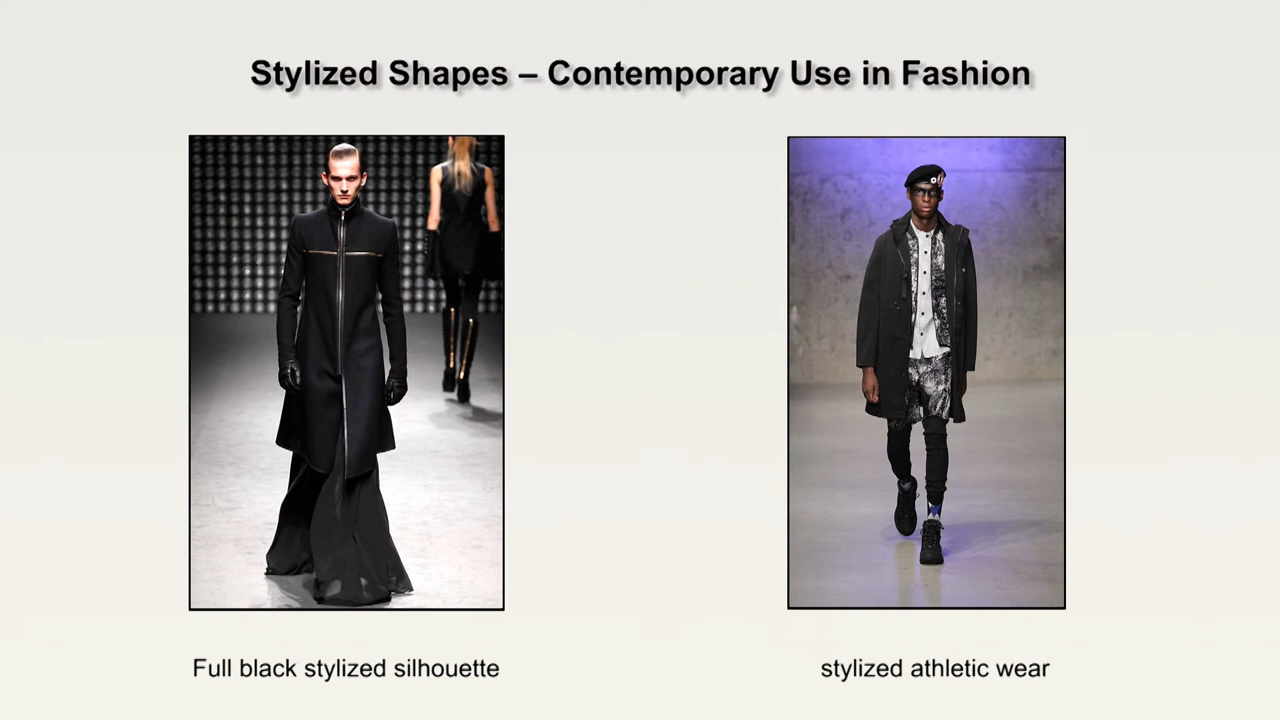 Stylized Shapes – Contemporary Use in Fashion
Full black stylized silhouette
stylized athletic wear